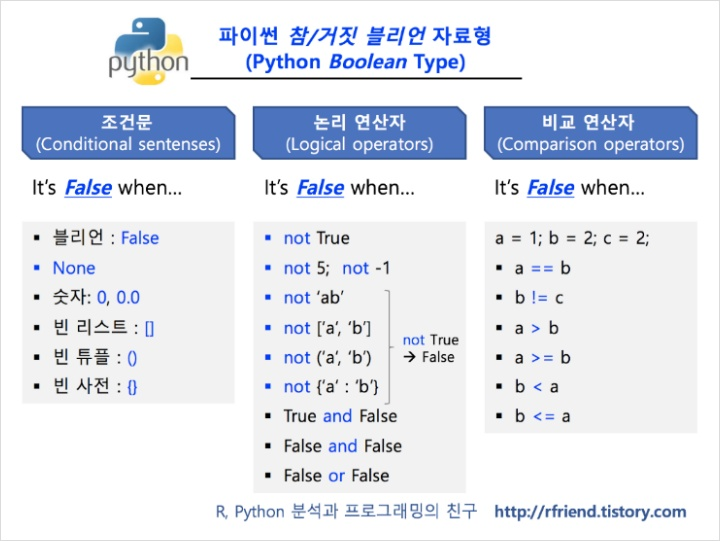 python
파이썬 참/거짓 블리언 자료형
(Python Boolean Type)
조건문
(Conditional sentenses)
It's False when...
▪ 블리언 : False
▪ None
▪ 숫자: 0, 0.0
▪ 빈 리스트 : []
▪ 빈 튜플 : ()
▪ 빈 사전 : {}
논리 연산자
(Logical operators)
It's False when...
▪ not True
▪ not 5;  not -1
▪ not 'ab'
▪ not ['a', 'b']
▪ not ('a', 'b')
▪ not {'a' : 'b'}
not True
→ False
▪ True and False
▪ False and False
▪ False or False
비교 연산자
(Comparison operators)
It's False when...
a = 1; b = 2; c = 2;
▪ a == b
▪ b != c
▪ a > b
▪ a >= b
▪ b < a
▪ b <= a
R, Python 분석과 프로그래밍의 친구 http://rfriend.tistory.com